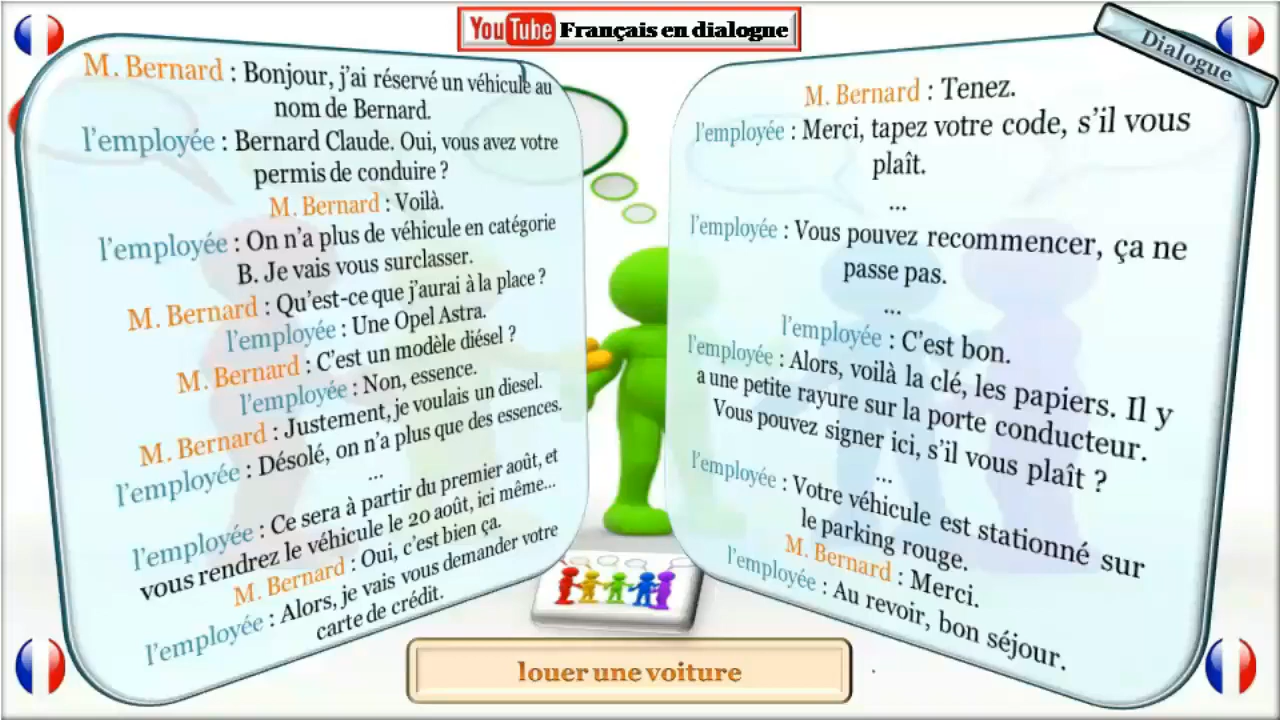 YouTube Français en dialogue
Dialogue
M. Bernard : Bonjour, j'ai réservé un véhicule au
nom de Bernard.
l'employée : Bernard Claude. Oui, vous avez votre
permis de conduire ?
M. Bernard : Voilà.
l'employée : On n'a plus de véhicule en catégorie
B. Je vais vous surclasser.
M. Bernard : Qu'est-ce que j'aurai à la place ?
l'employée : Une Opel Astra.
M. Bernard : C'est un modèle diésel ?
l'employée : Non, essence.
M. Bernard : Justement, je voulais un diesel.
l'employée : Désolé, on n'a plus que des essences.
...
l'employée : Ce sera à partir du premier août, et
vous rendrez le véhicule le 20 août, ici même...
M. Bernard : Oui, c'est bien ça.
l'employée : Alors, je vais vous demander votre
carte de crédit.
M. Bernard : Tenez.
l'employée : Merci, tapez votre code, s'il vous
plaît.
...
l'employée : Vous pouvez recommencer, ça ne
passe pas.
...
l'employée : C'est bon.
l'employée : Alors, voilà la clé, les papiers. Il y
a une petite rayure sur la porte conducteur.
Vous pouvez signer ici, s'il vous plaît ?
...
l'employée : Votre véhicule est stationné sur
le parking rouge.
M. Bernard : Merci.
l'employée : Au revoir, bon séjour.
louer une voiture